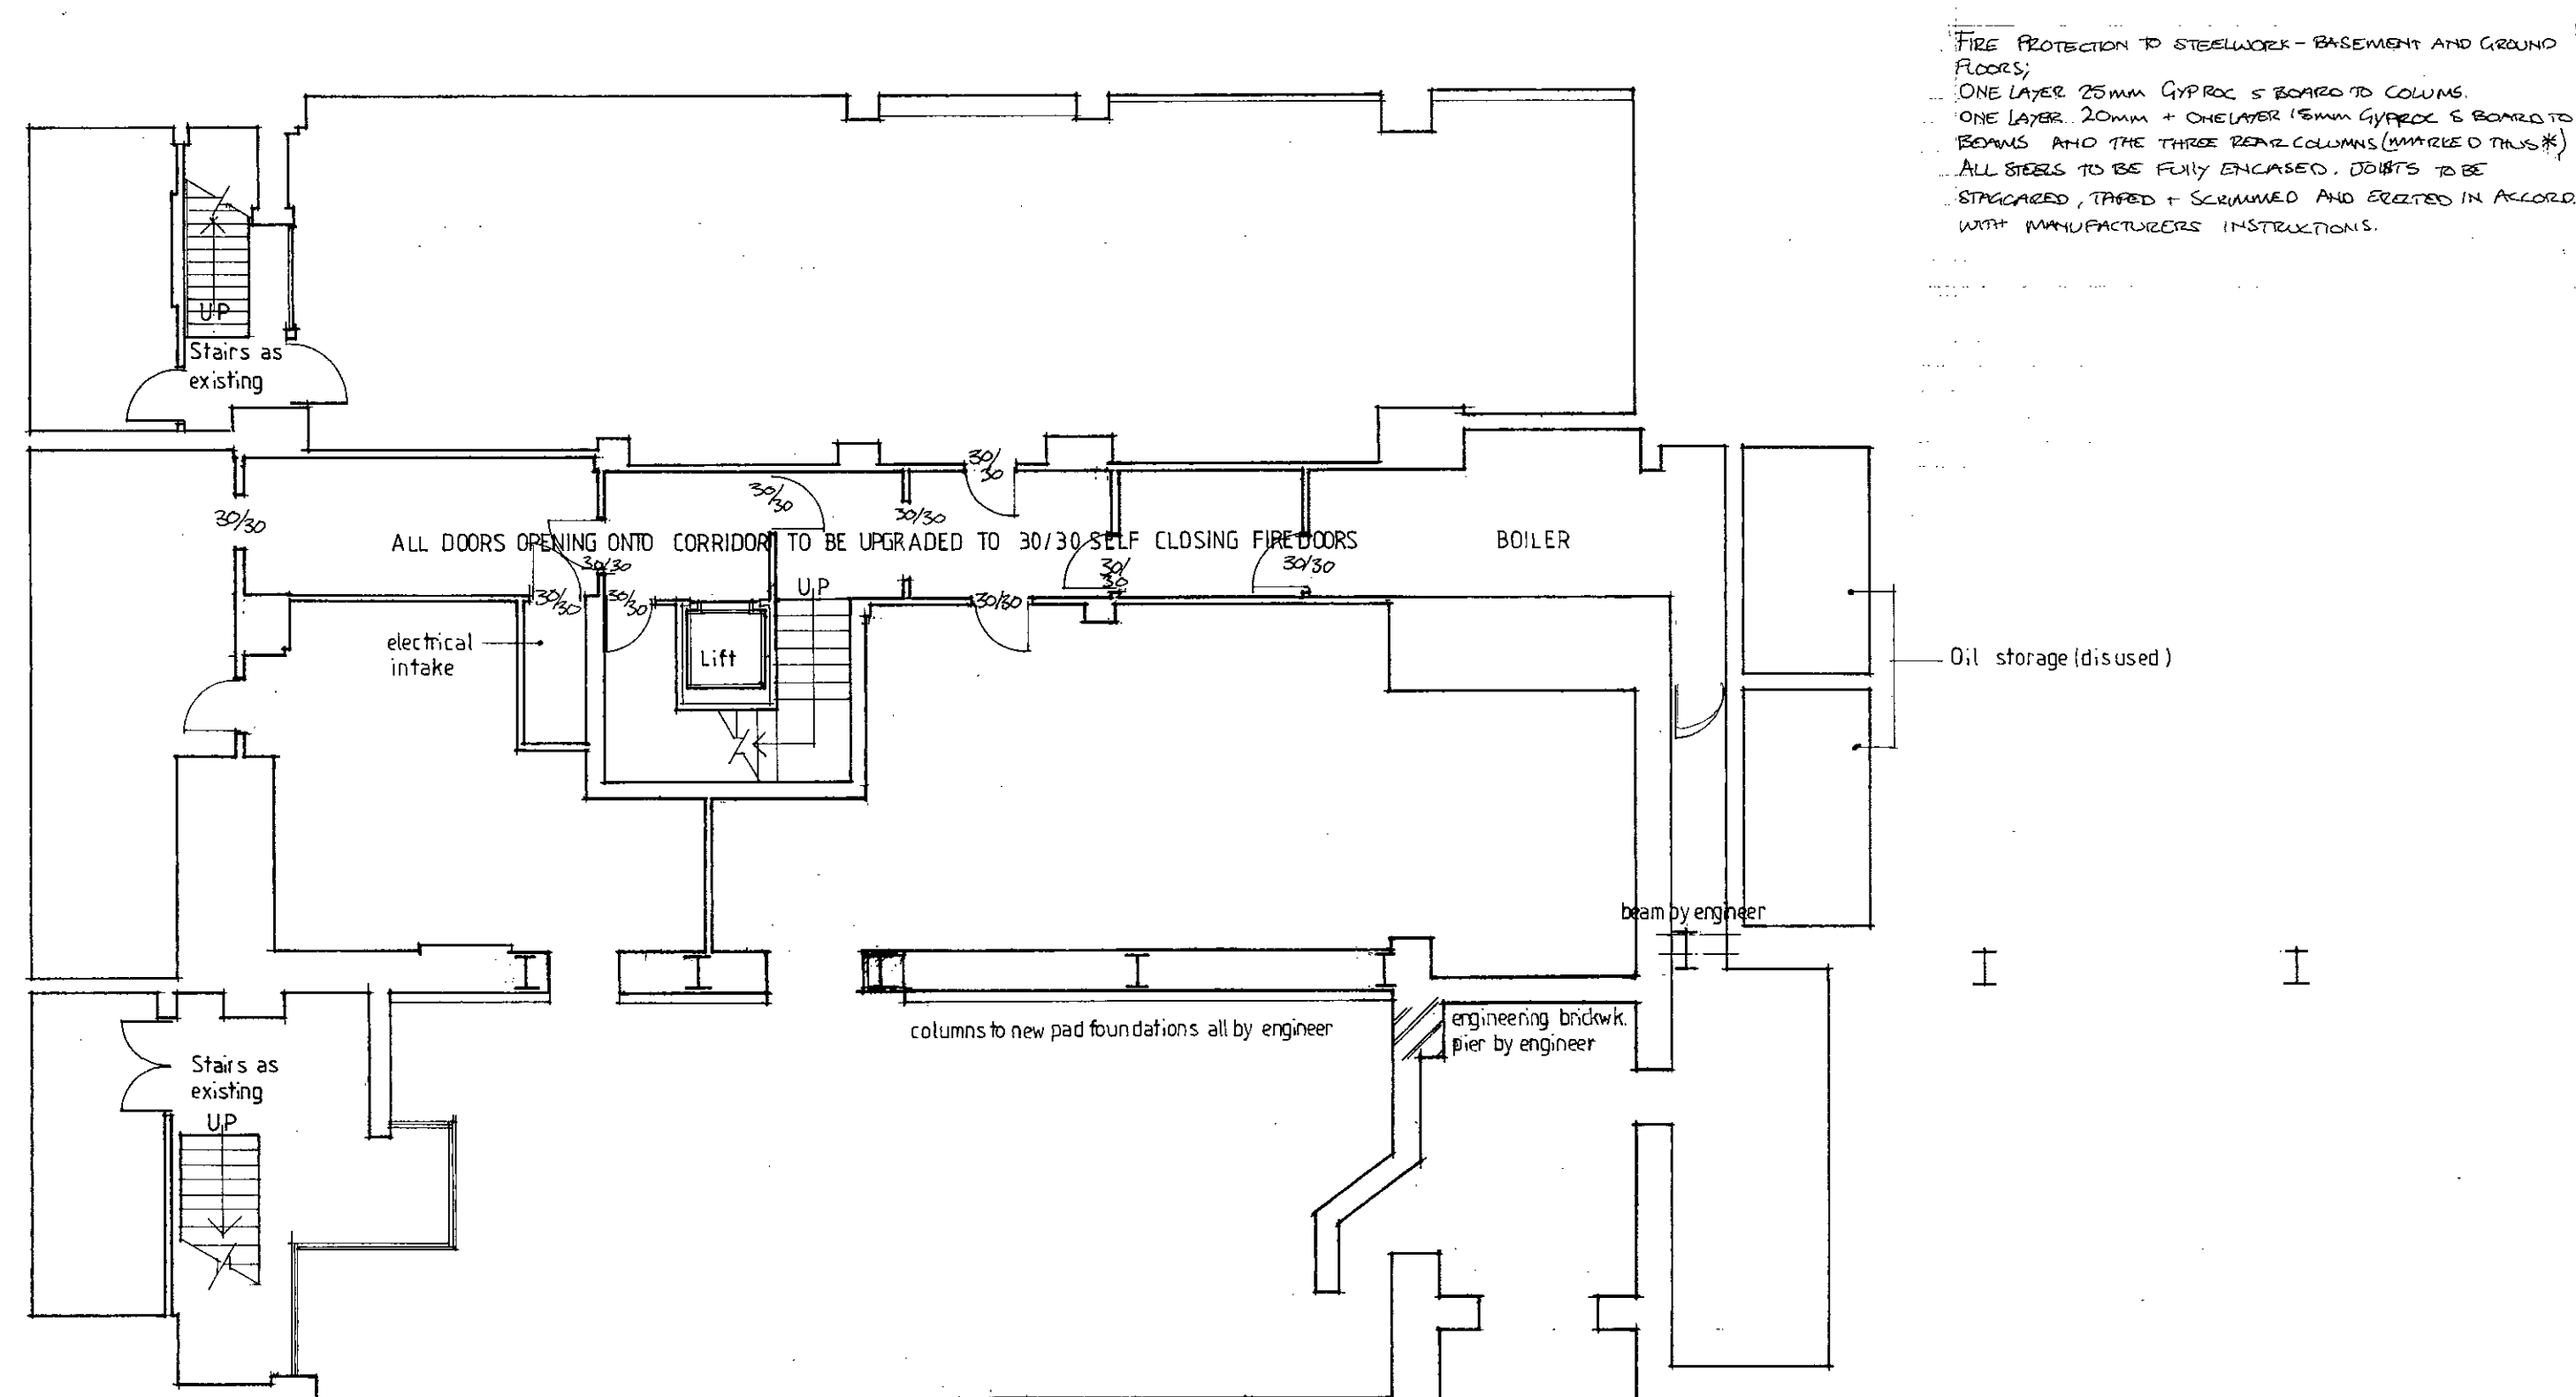 FIRE PROTECTION TO STEELWORK - BASEMENT AND GROUND
FLOORS;
ONE LAYER 25mm GYPROC S BOARD TO COLUMS.
ONE LAYER 20mm + ONE LAYER 15mm GYPROC S BOARD TO
BEAMS AND THE THREE REAR COLUMNS (MARKED THUS *)
ALL STEELS TO BE FULLY ENCASED. JOINTS TO BE
STAGGARED, TAPED + SCRIMMED AND ERECTED IN ACCORD.
WITH MANUFACTURERS INSTRUCTIONS.
UP
Stairs as
existing
30/30
30/30
30/30
30/30
ALL DOORS OPENING ONTO CORRIDOR TO BE UPGRADED TO 30/30 SELF CLOSING FIRE DOORS
BOILER
30/30
30/30
30/30
30/30
30/30
30/30
UP
electrical
intake
Lift
Oil storage (disused)
beam by engineer
columns to new pad foundations all by engineer
engineering brickwk.
pier by engineer
Stairs as
existing
UP